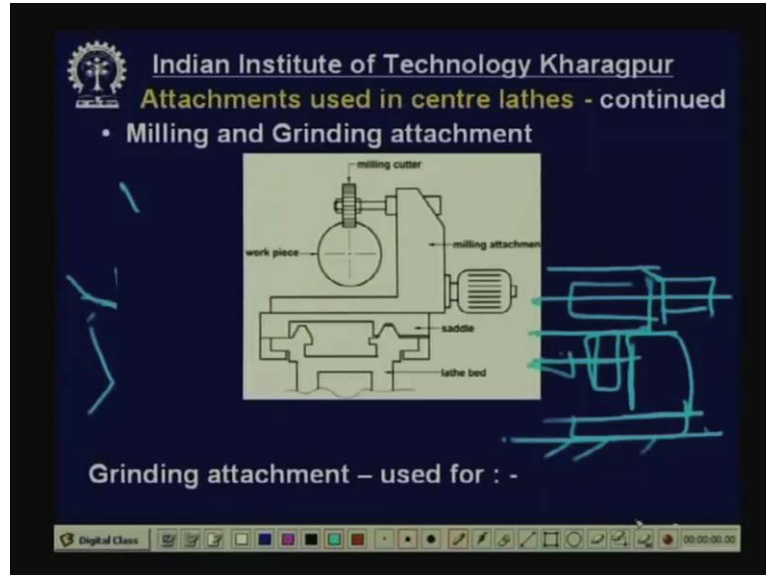 Indian Institute of Technology Kharagpur
Attachments used in centre lathes - continued
• Milling and Grinding attachment
milling cutter
work piece
milling attachmen
saddle
lathe bed
Grinding attachment – used for : -
Digital Class
00:00:00.00